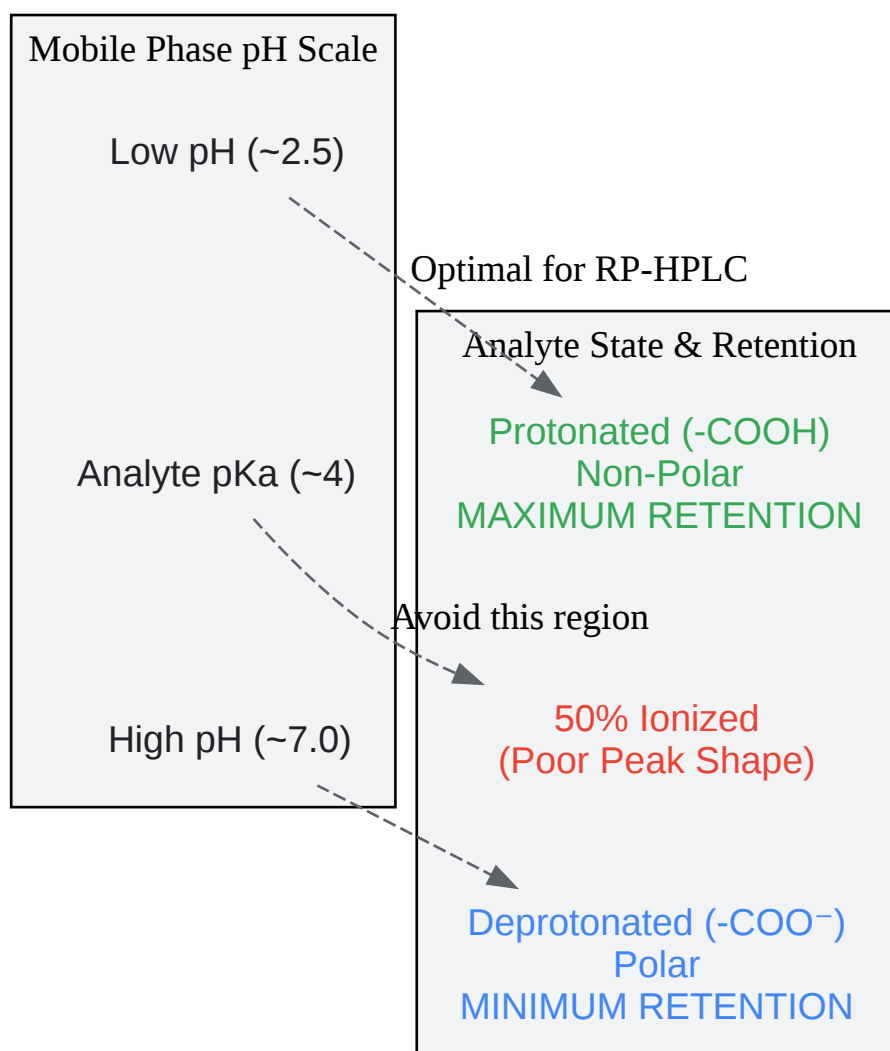 Mobile Phase pH Scale
Low pH (~2.5)
Analyte pKa (~4)
High pH (~7.0)
Optimal for RP-HPLC
Avoid this region
Analyte State & Retention
Protonated (-COOH)
Non-Polar
MAXIMUM RETENTION
50% Ionized
(Poor Peak Shape)
Deprotonated (-COO⁻)
Polar
MINIMUM RETENTION